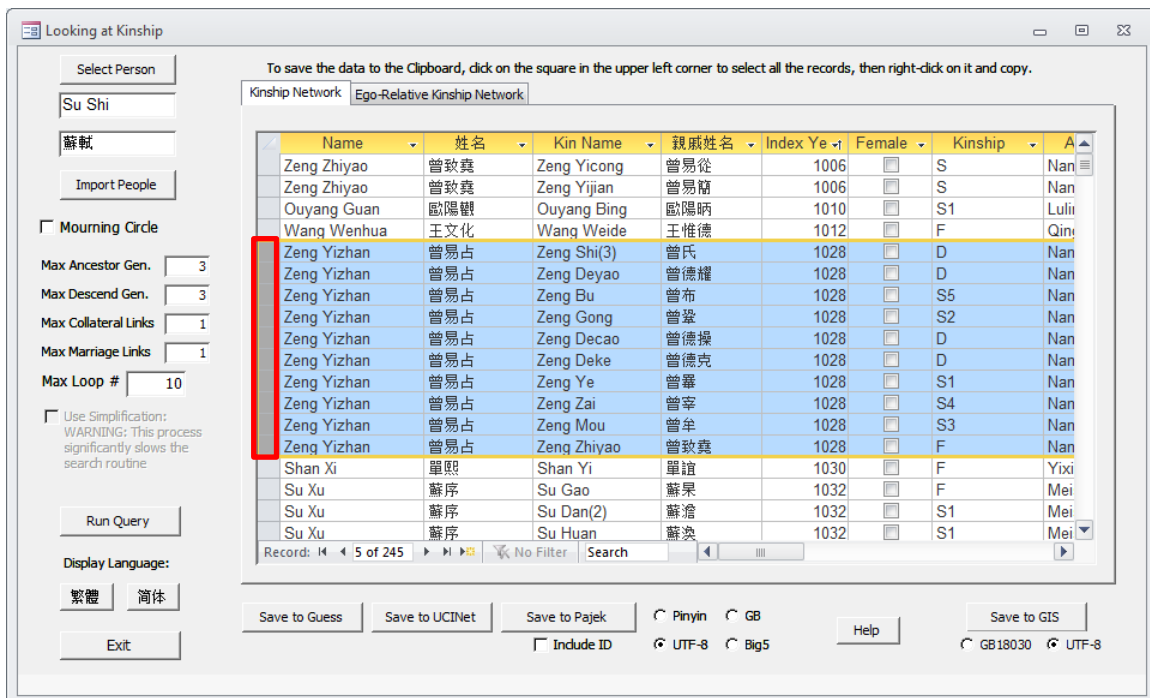 Looking at Kinship
Select Person
Su Shi
蘇軾
Import People
Mourning Circle
Max Ancestor Gen. 3
Max Descend Gen. 3
Max Collateral Links 1
Max Marriage Links 1
Max Loop # 10
Use Simplification:
WARNING: This process
significantly slows the
search routine
Run Query
Display Language:
繁體 简体
Exit
To save the data to the Clipboard, click on the square in the upper left corner to select all the records, then right-click on it and copy.
Kinship Network Ego-Relative Kinship Network
Name 姓名 Kin Name 親戚姓名 Index Ye Female Kinship A
Zeng Zhiyao 曾致堯 Zeng Yicong 曾易從 1006 S Nan
Zeng Zhiyao 曾致堯 Zeng Yijian 曾易簡 1006 S Nan
Ouyang Guan 歐陽觀 Ouyang Bing 歐陽昞 1010 S1 Luli
Wang Wenhua 王文化 Wang Weide 王惟德 1012 F Qing
Zeng Yizhan 曾易占 Zeng Shi(3) 曾氏 1028 D Nan
Zeng Yizhan 曾易占 Zeng Deyao 曾德耀 1028 D Nan
Zeng Yizhan 曾易占 Zeng Bu 曾布 1028 S5 Nan
Zeng Yizhan 曾易占 Zeng Gong 曾鞏 1028 S2 Nan
Zeng Yizhan 曾易占 Zeng Decao 曾德操 1028 D Nan
Zeng Yizhan 曾易占 Zeng Deke 曾德克 1028 D Nan
Zeng Yizhan 曾易占 Zeng Ye 曾畢 1028 S1 Nan
Zeng Yizhan 曾易占 Zeng Zai 曾宰 1028 S4 Nan
Zeng Yizhan 曾易占 Zeng Mou 曾牟 1028 S3 Nan
Zeng Yizhan 曾易占 Zeng Zhiyao 曾致堯 1028 F Nan
Shan Xi 單熙 Shan Yi 單誼 1030 F Yixi
Su Xu 蘇序 Su Gao 蘇杲 1032 F Mei
Su Xu 蘇序 Su Dan(2) 蘇澹 1032 S1 Mei
Su Xu 蘇序 Su Huan 蘇渙 1032 S1 Mei
Record: 5 of 245 No Filter Search
Save to Guess Save to UCINet Save to Pajek Pinyin GB Help Save to GIS
Include ID UTF-8 Big5 GB18030 UTF-8